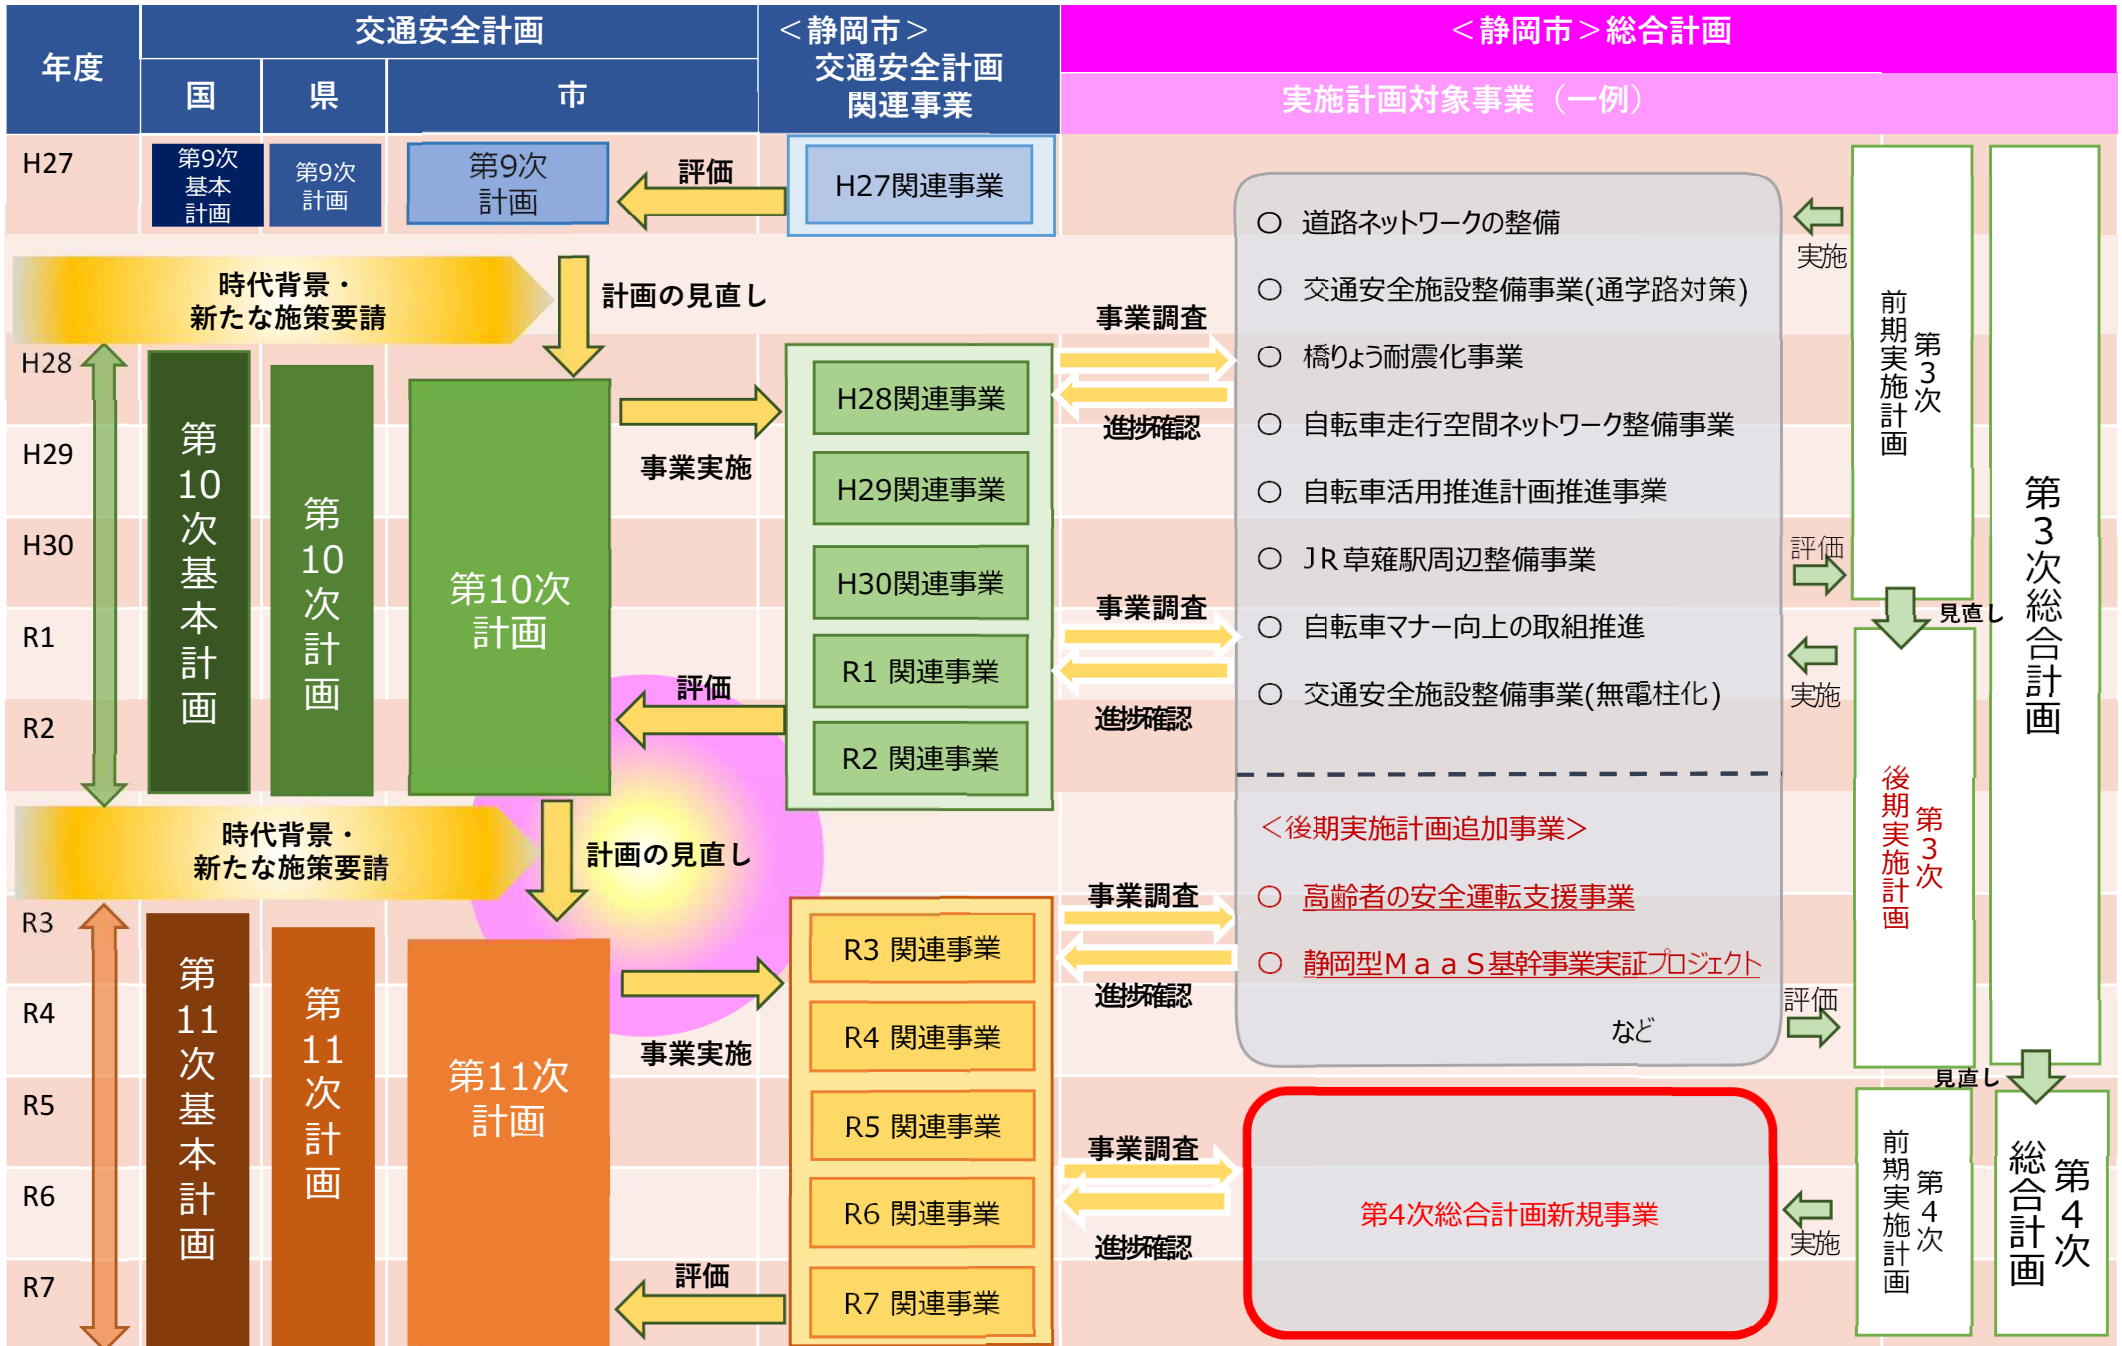 年度
交通安全計画
国
県
市
＜静岡市＞
交通安全計画
関連事業
＜静岡市＞総合計画
実施計画対象事業（一例）
H27
第9次
基本
計画
第9次
計画
第9次
計画
評価
H27関連事業
時代背景・
新たな施策要請
計画の見直し
H28
H29
H30
R1
R2
第10次基本計画
第10次計画
第10次
計画
事業実施
評価
H28関連事業
H29関連事業
H30関連事業
R1 関連事業
R2 関連事業
事業調査
進捗確認
事業調査
進捗確認
○ 道路ネットワークの整備
○ 交通安全施設整備事業(通学路対策)
○ 橋りょう耐震化事業
○ 自転車走行空間ネットワーク整備事業
○ 自転車活用推進計画推進事業
○ JR草薙駅周辺整備事業
○ 自転車マナー向上の取組推進
○ 交通安全施設整備事業(無電柱化)
＜後期実施計画追加事業＞
○ 高齢者の安全運転支援事業
○ 静岡型ＭａａＳ基幹事業実証プロジェクト
など
実施
評価
実施
評価
第3次
前期実施計画
見直し
第3次
後期実施計画
第3次総合計画
見直し
時代背景・
新たな施策要請
計画の見直し
R3
R4
R5
R6
R7
第11次基本計画
第11次計画
第11次
計画
事業実施
評価
R3 関連事業
R4 関連事業
R5 関連事業
R6 関連事業
R7 関連事業
事業調査
進捗確認
事業調査
進捗確認
第4次総合計画新規事業
実施
第4次
前期実施計画
第4次
総合計画